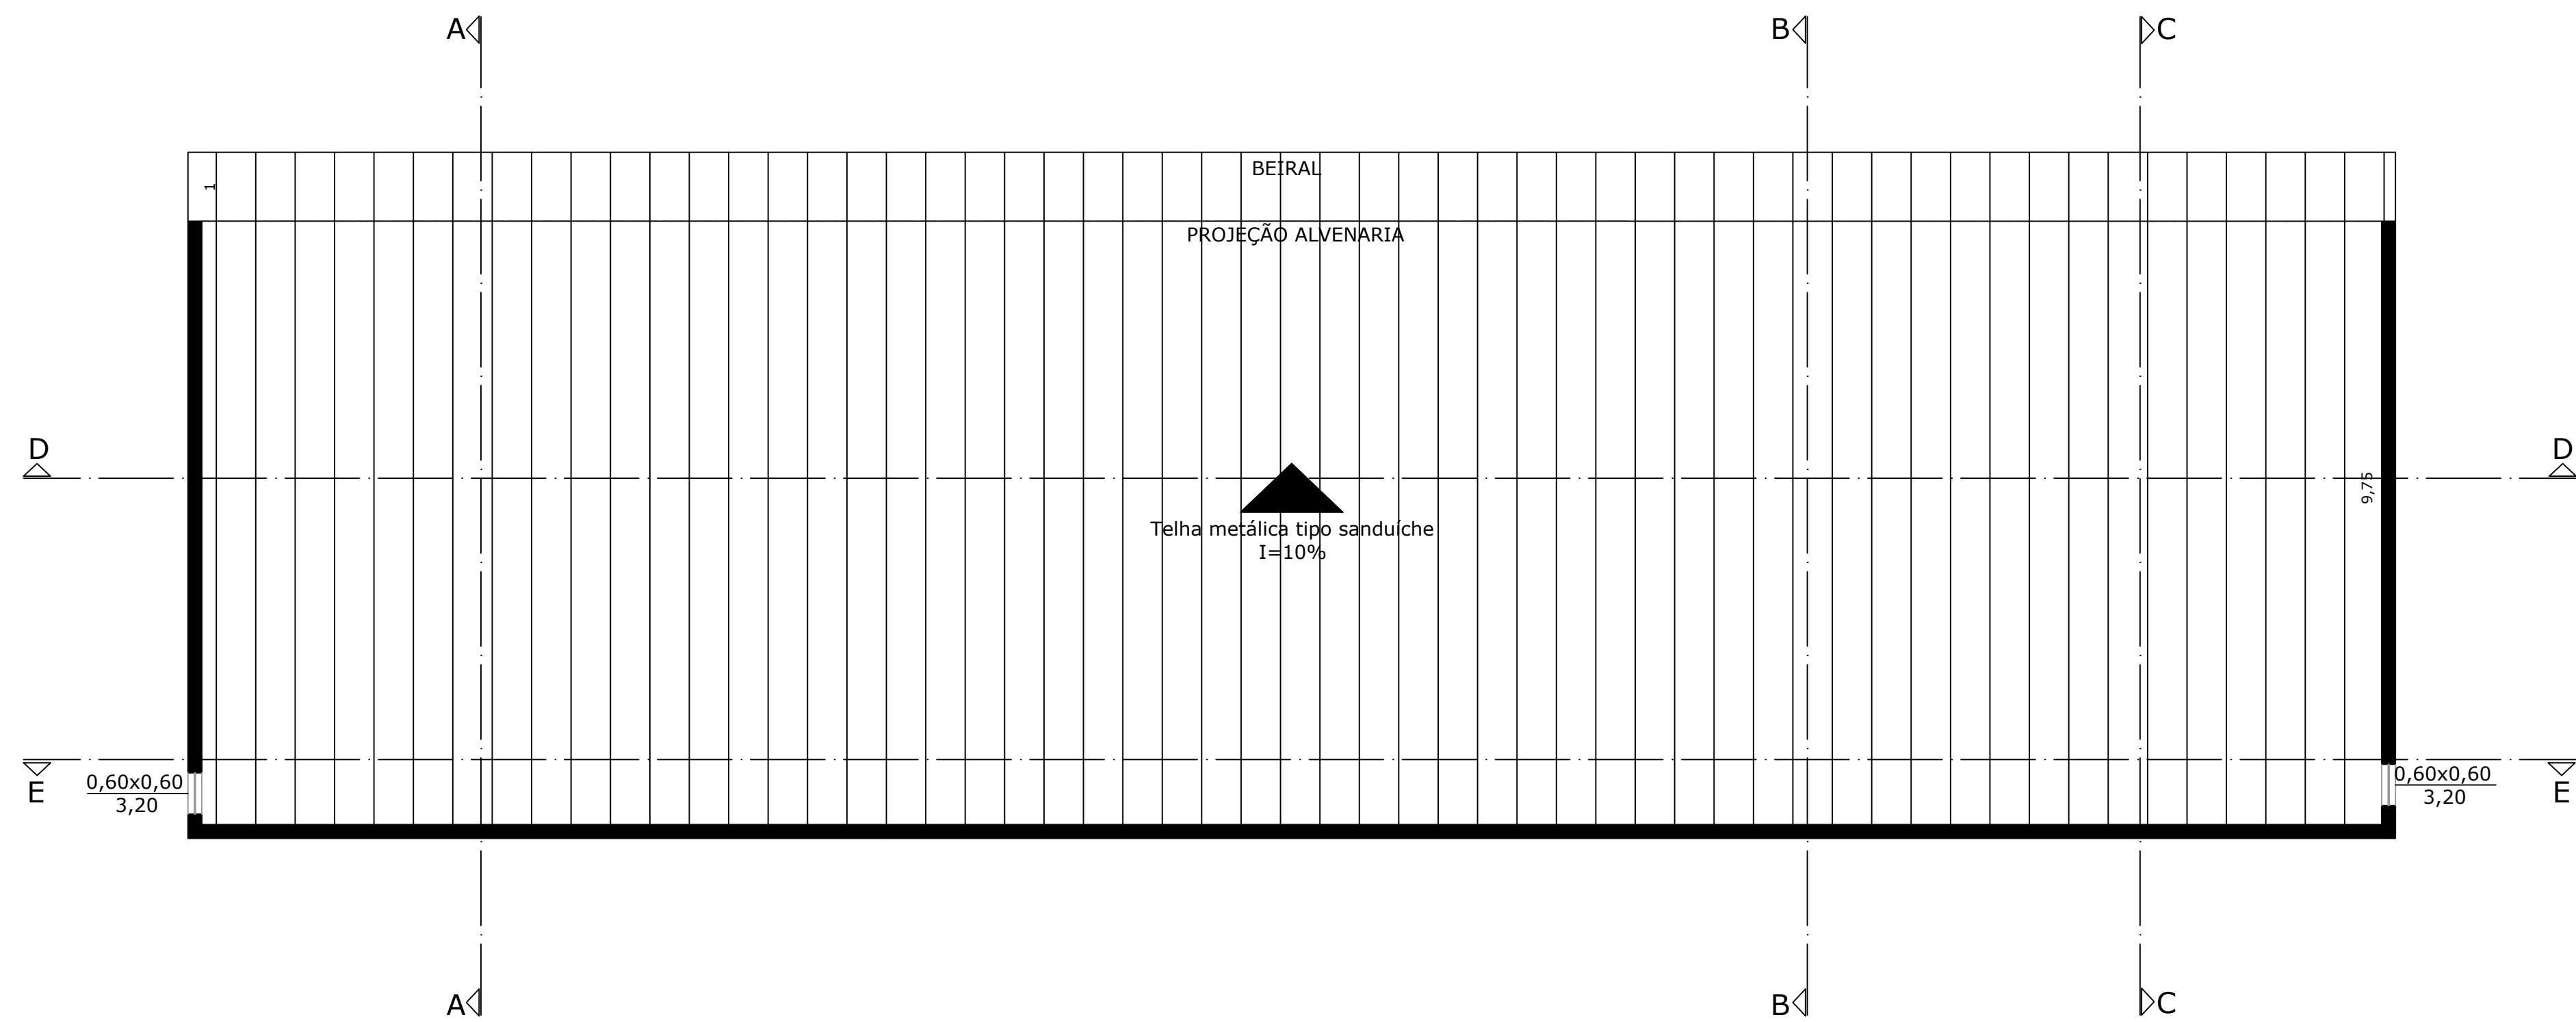 A
B
C
BEIRAL
1
PROJEÇÃO ALVENARIA
D
D
9,75
Telha metálica tipo sanduíche
I=10%
E
0,60x0,60
3,20
0,60x0,60
3,20
E
A
B
C